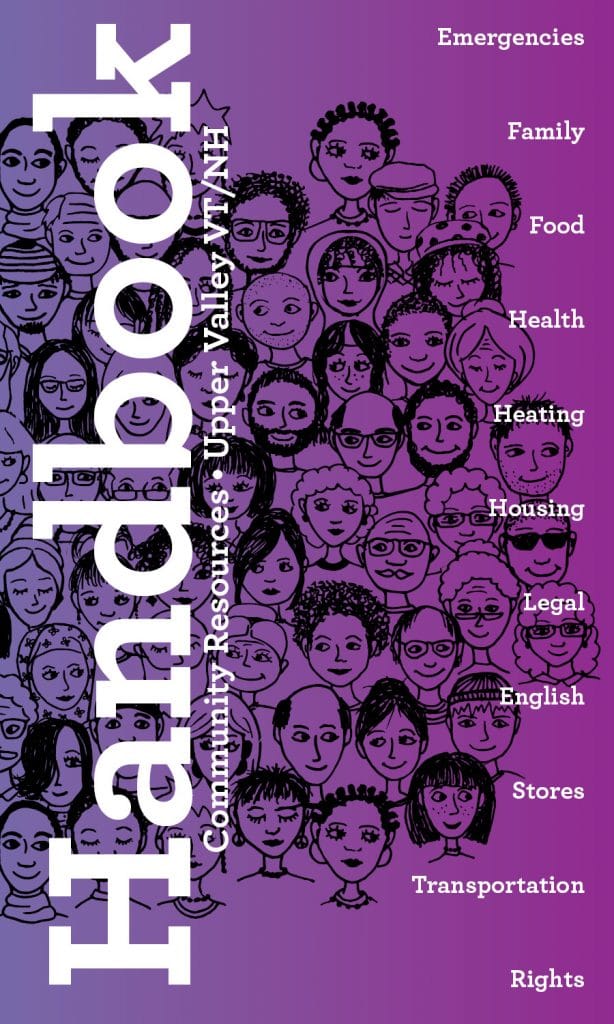 Handbook
Community Resources • Upper Valley VT/NH
Emergencies
Family
Food
Health
Heating
Housing
Legal
English
Stores
Transportation
Rights